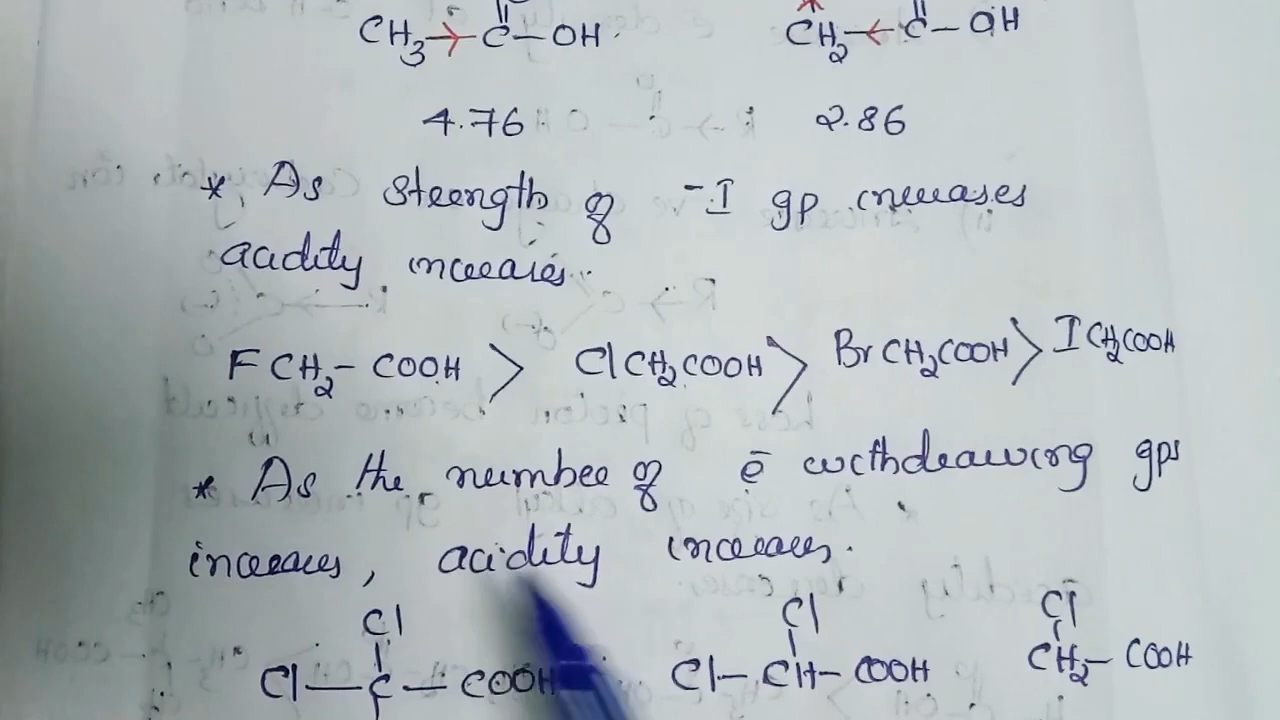 CH₃ → C – OH CH₂ ← C – OH
4.76 2.86
* As strength of -I gp increases
acidity increases.
FCH₂- COOH > ClCH₂COOH > BrCH₂COOH > ICH₂COOH
* As the number of ē withdrawing gps
increases, acidity increases.
Cl Cl Cl
Cl — C — COOH Cl – CH – COOH CH₂ – COOH